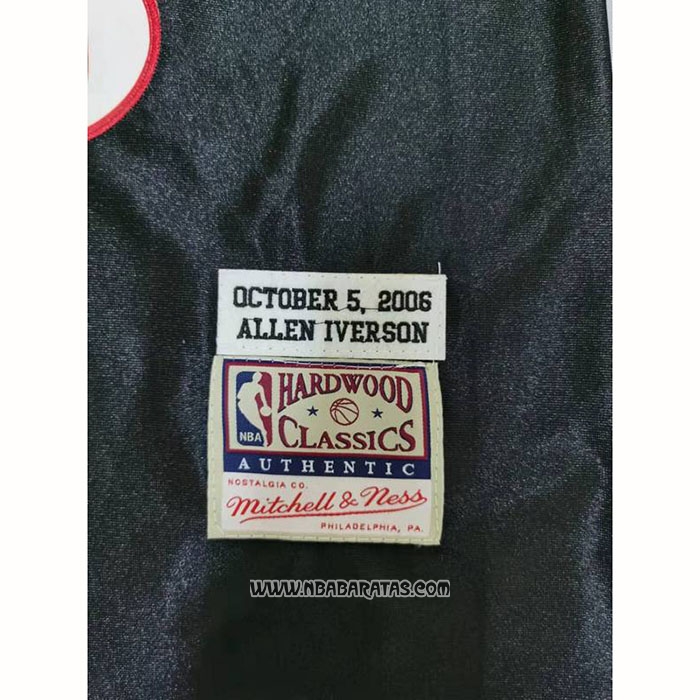 OCTOBER 5, 2006
ALLEN IVERSON
HARDWOOD
NBA
CLASSICS
AUTHENTIC
NOSTALGIA CO.
Mitchell & Ness
PHILADELPHIA, PA.
WWW.NBABARATAS.COM